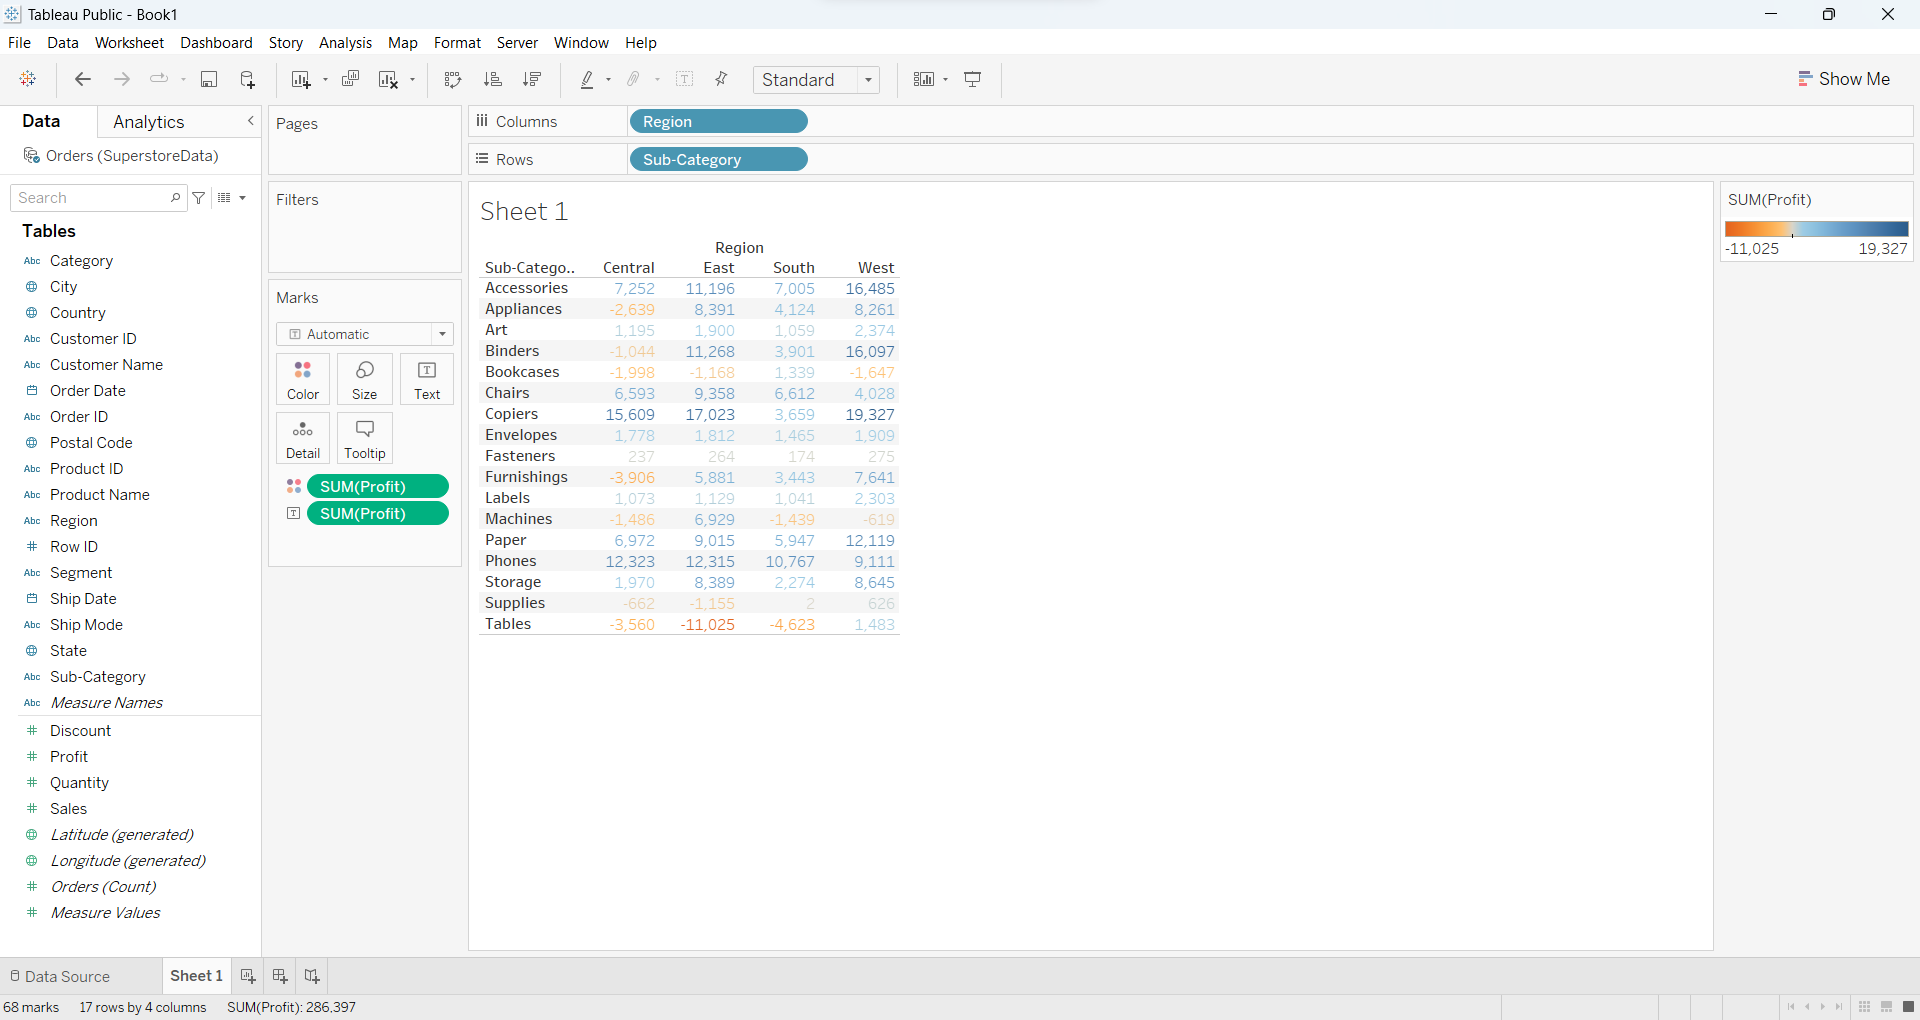 Tableau Public - Book1
File Data Worksheet Dashboard Story Analysis Map Format Server Window Help
Standard
Show Me
Data Analytics
Orders (SuperstoreData)
Search
Tables
Abc Category
City
Country
Abc Customer ID
Abc Customer Name
Order Date
Abc Order ID
Postal Code
Abc Product ID
Abc Product Name
Abc Region
# Row ID
Abc Segment
Ship Date
Abc Ship Mode
State
Abc Sub-Category
Abc Measure Names
# Discount
# Profit
# Quantity
# Sales
Latitude (generated)
Longitude (generated)
# Orders (Count)
# Measure Values
Pages
Filters
Marks
T Automatic
Color Size Text
Detail Tooltip
SUM(Profit)
T SUM(Profit)
Columns Region
Rows Sub-Category
Sheet 1
Region
Sub-Catego.. Central East South West
Accessories 7,252 11,196 7,005 16,485
Appliances -2,639 8,391 4,124 8,261
Art 1,195 1,900 1,059 2,374
Binders -1,044 11,268 3,901 16,097
Bookcases -1,998 -1,168 1,339 -1,647
Chairs 6,593 9,358 6,612 4,028
Copiers 15,609 17,023 3,659 19,327
Envelopes 1,778 1,812 1,465 1,909
Fasteners 237 264 174 275
Furnishings -3,906 5,881 3,443 7,641
Labels 1,073 1,129 1,041 2,303
Machines -1,486 6,929 -1,439 -619
Paper 6,972 9,015 5,947 12,119
Phones 12,323 12,315 10,767 9,111
Storage 1,970 8,389 2,274 8,645
Supplies -662 -1,155 2 626
Tables -3,560 -11,025 -4,623 1,483
SUM(Profit)
-11,025 19,327
Data Source Sheet 1
68 marks 17 rows by 4 columns SUM(Profit): 286,397